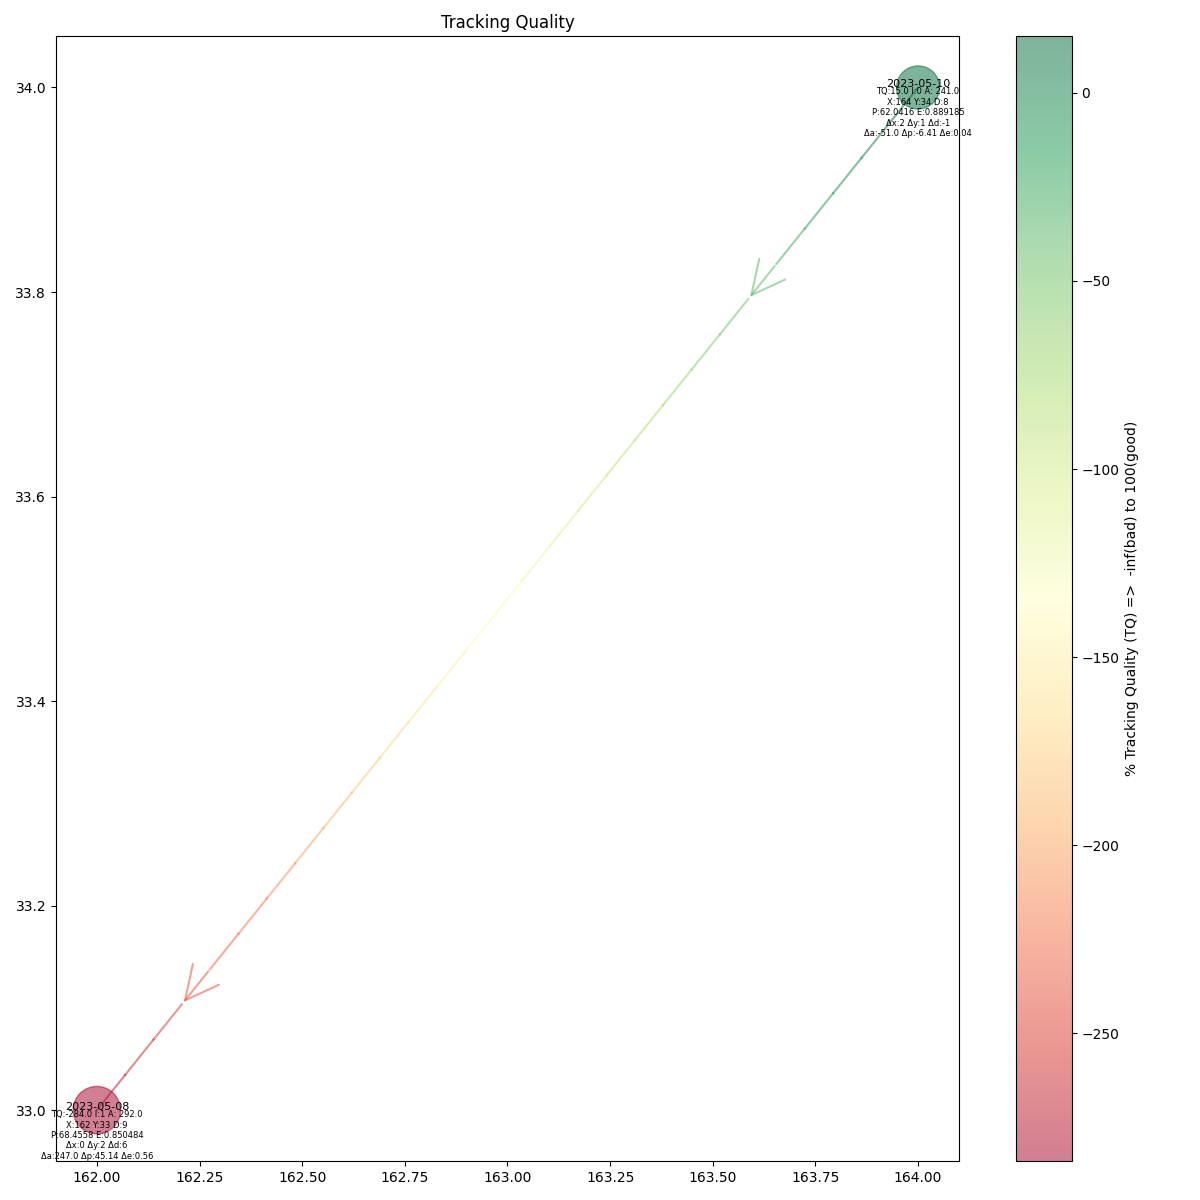 Tracking Quality
34.0
33.8
33.6
33.4
33.2
33.0
2023-05-10
TQ:15.0 I:0 A: 241.0
X:164 Y:34 D:8
P:62.0416 E:0.889185
Δx:2 Δy:1 Δd:-1
Δa:-51.0 Δp:-6.41 Δe:0.04
2023-05-08
TQ:-284.0 I:1 A: 292.0
X:162 Y:33 D:9
P:68.4558 E:0.850484
Δx:0 Δy:2 Δd:6
Δa:247.0 Δp:45.14 Δe:0.56
162.00 162.25 162.50 162.75 163.00 163.25 163.50 163.75 164.00
0
−50
−100
−150
−200
−250
% Tracking Quality (TQ) => -inf(bad) to 100(good)